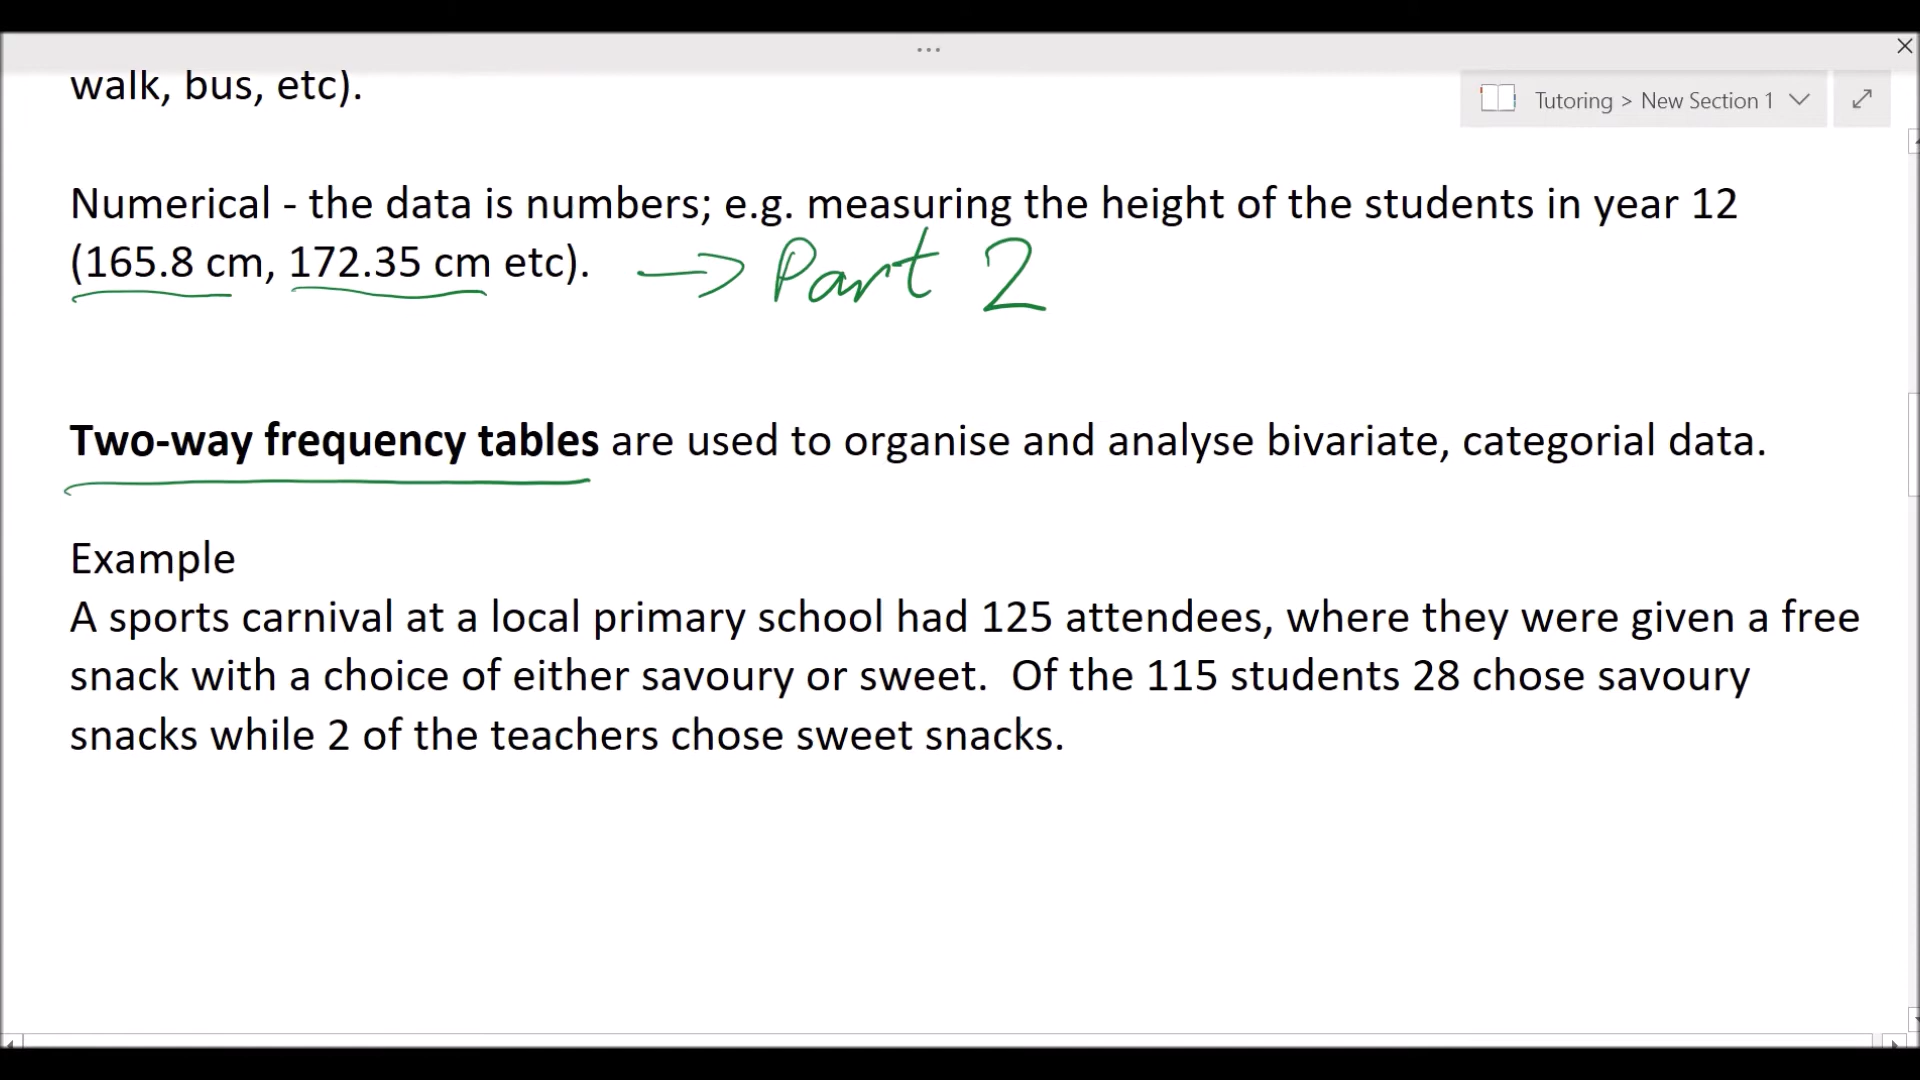 walk, bus, etc).
Tutoring > New Section 1
Numerical - the data is numbers; e.g. measuring the height of the students in year 12
(165.8 cm, 172.35 cm etc). → Part 2
Two-way frequency tables are used to organise and analyse bivariate, categorial data.
Example
A sports carnival at a local primary school had 125 attendees, where they were given a free
snack with a choice of either savoury or sweet.  Of the 115 students 28 chose savoury
snacks while 2 of the teachers chose sweet snacks.